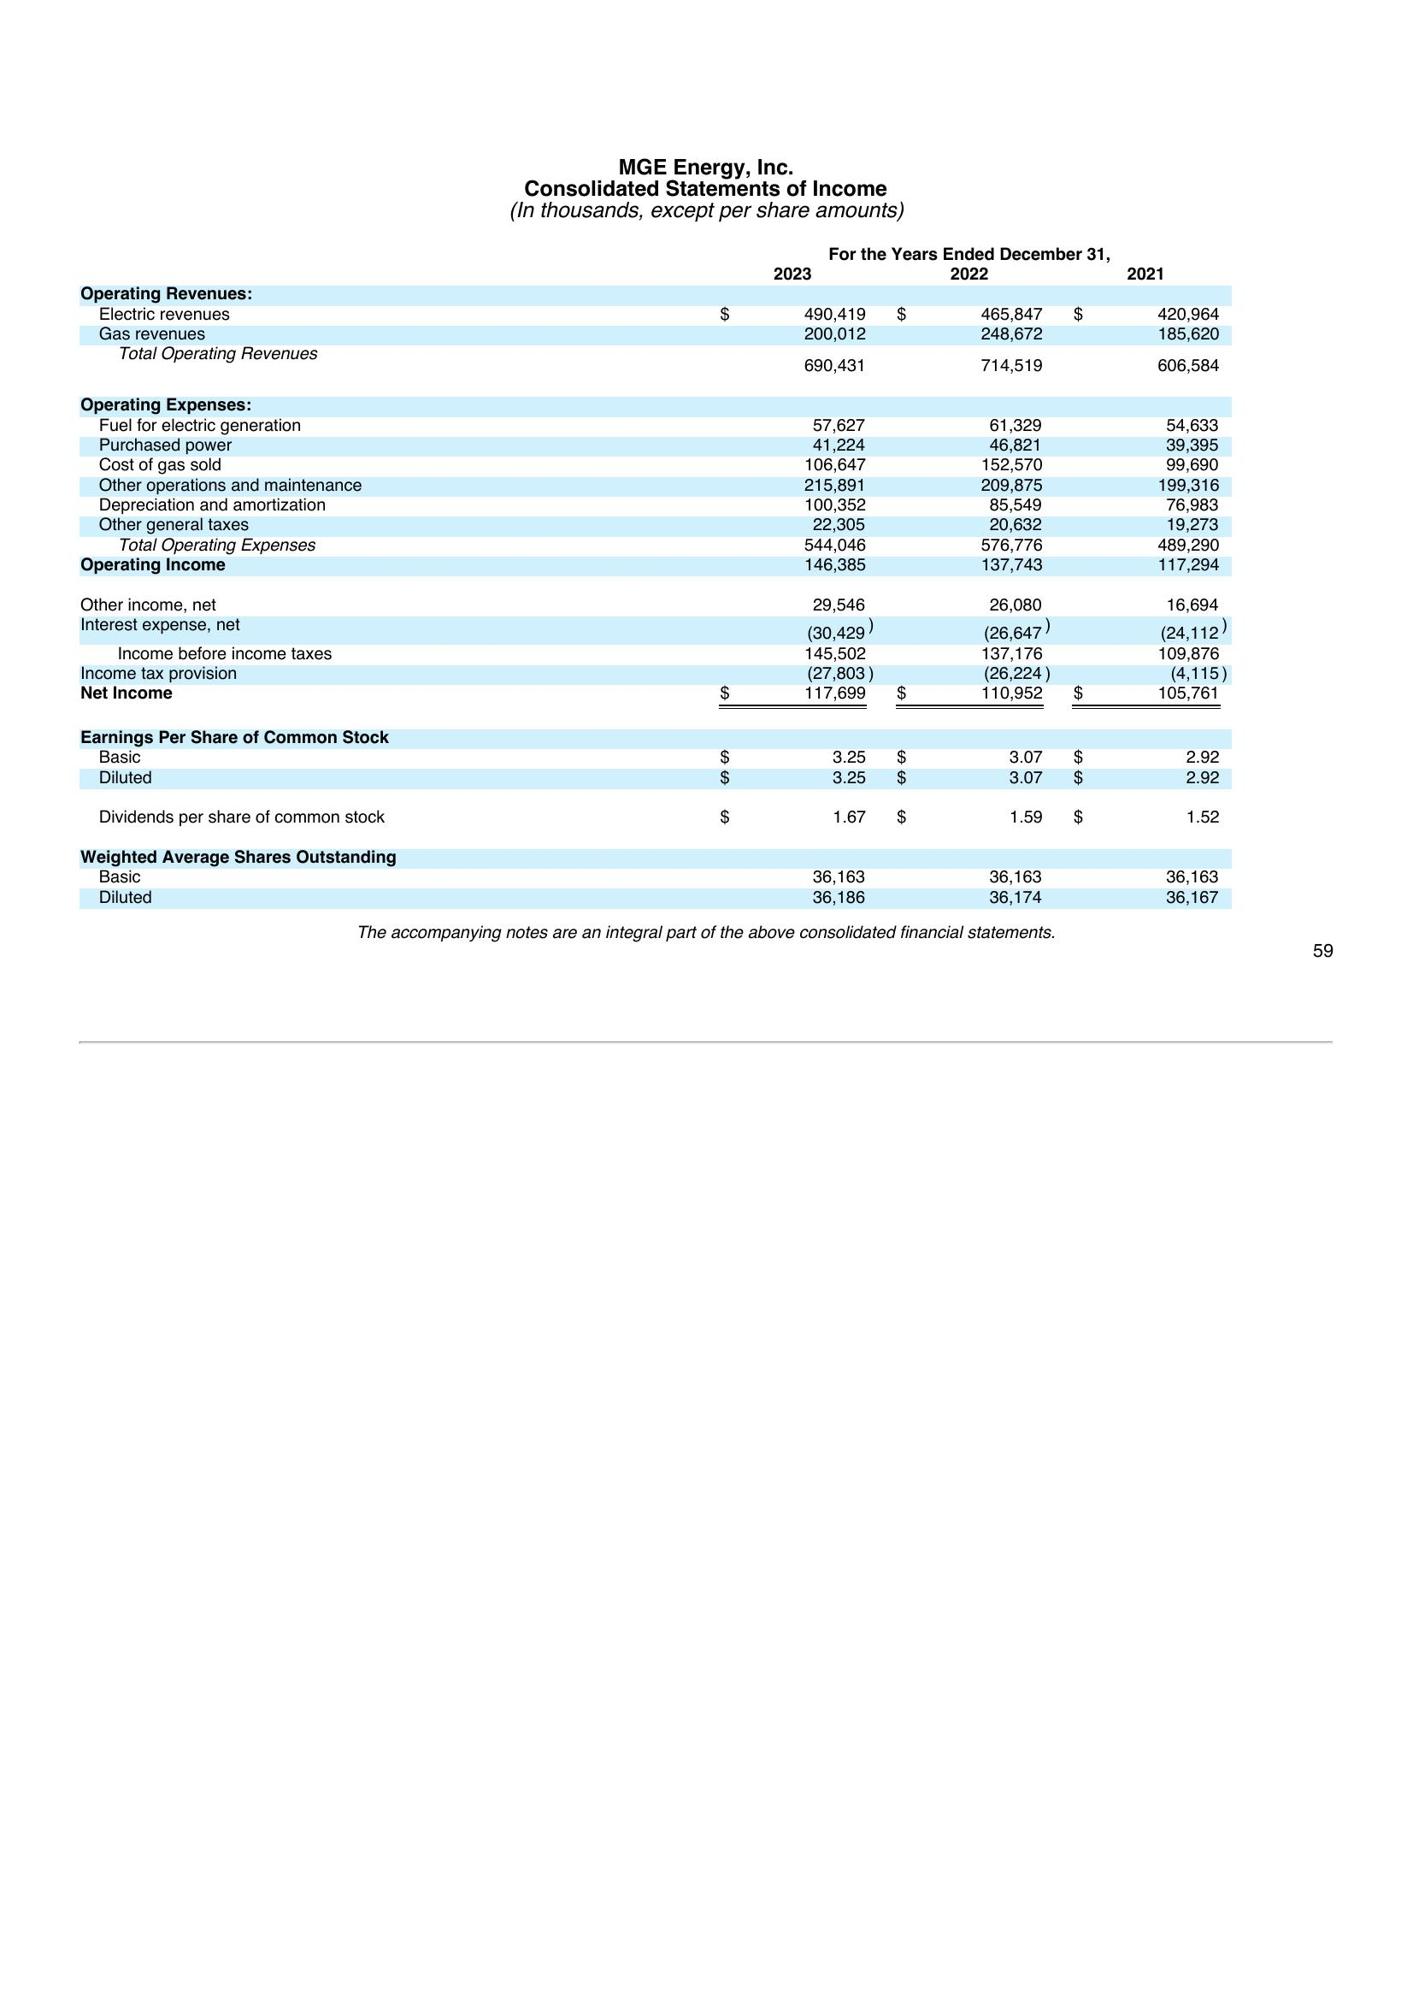 MGE Energy, Inc.
Consolidated Statements of Income
(In thousands, except per share amounts)
For the Years Ended December 31,
2023 2022 2021
Operating Revenues:
Electric revenues $ 490,419 $ 465,847 $ 420,964
Gas revenues 200,012 248,672 185,620
Total Operating Revenues 690,431 714,519 606,584
Operating Expenses:
Fuel for electric generation 57,627 61,329 54,633
Purchased power 41,224 46,821 39,395
Cost of gas sold 106,647 152,570 99,690
Other operations and maintenance 215,891 209,875 199,316
Depreciation and amortization 100,352 85,549 76,983
Other general taxes 22,305 20,632 19,273
Total Operating Expenses 544,046 576,776 489,290
Operating Income 146,385 137,743 117,294
Other income, net 29,546 26,080 16,694
Interest expense, net (30,429) (26,647) (24,112)
Income before income taxes 145,502 137,176 109,876
Income tax provision (27,803) (26,224) (4,115)
Net Income $ 117,699 $ 110,952 $ 105,761
Earnings Per Share of Common Stock
Basic $ 3.25 $ 3.07 $ 2.92
Diluted $ 3.25 $ 3.07 $ 2.92
Dividends per share of common stock $ 1.67 $ 1.59 $ 1.52
Weighted Average Shares Outstanding
Basic 36,163 36,163 36,163
Diluted 36,186 36,174 36,167
The accompanying notes are an integral part of the above consolidated financial statements.
59